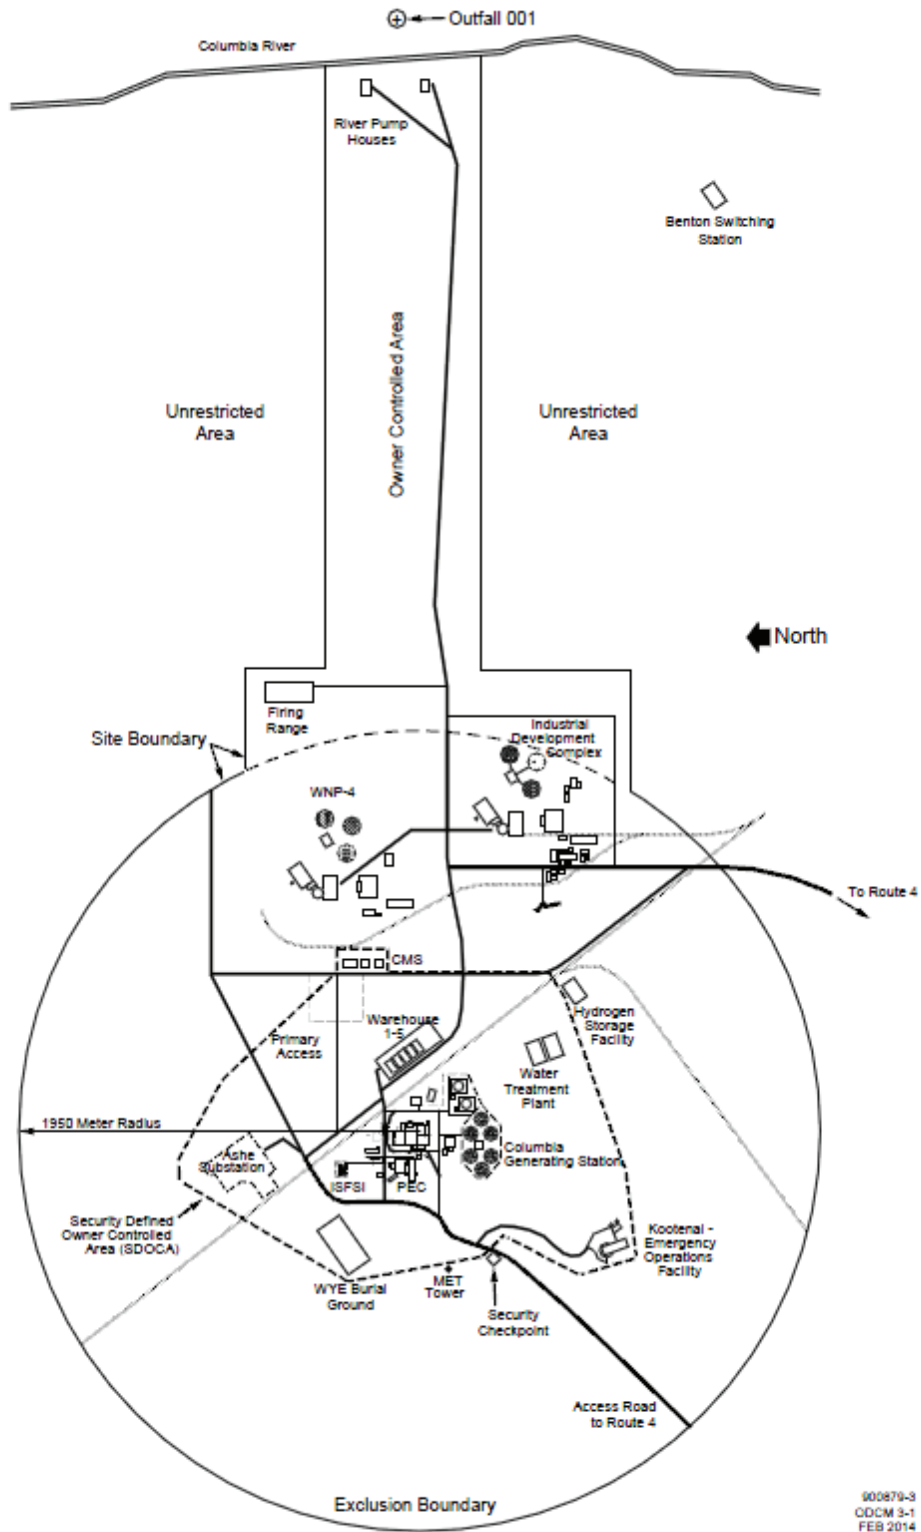 Outfall 001
Columbia River
River Pump
Houses
Benton Switching
Station
Owner Controlled Area
Unrestricted
Area
Unrestricted
Area
North
Firing
Range
Industrial
Development
Complex
Site Boundary
WNP-4
To Route 4
CMS
Hydrogen
Storage
Facility
Warehouse
1-5
Primary
Access
Water
Treatment
Plant
1950 Meter Radius
Ashe
Substation
Columbia
Generating Station
ISFSI
PEC
Security Defined
Owner Controlled
Area (SDOCA)
Kootenai -
Emergency
Operations
Facility
WYE Burial
Ground
MET
Tower
Security
Checkpoint
Access Road
to Route 4
Exclusion Boundary
900879-3
ODCM 3-1
FEB 2014